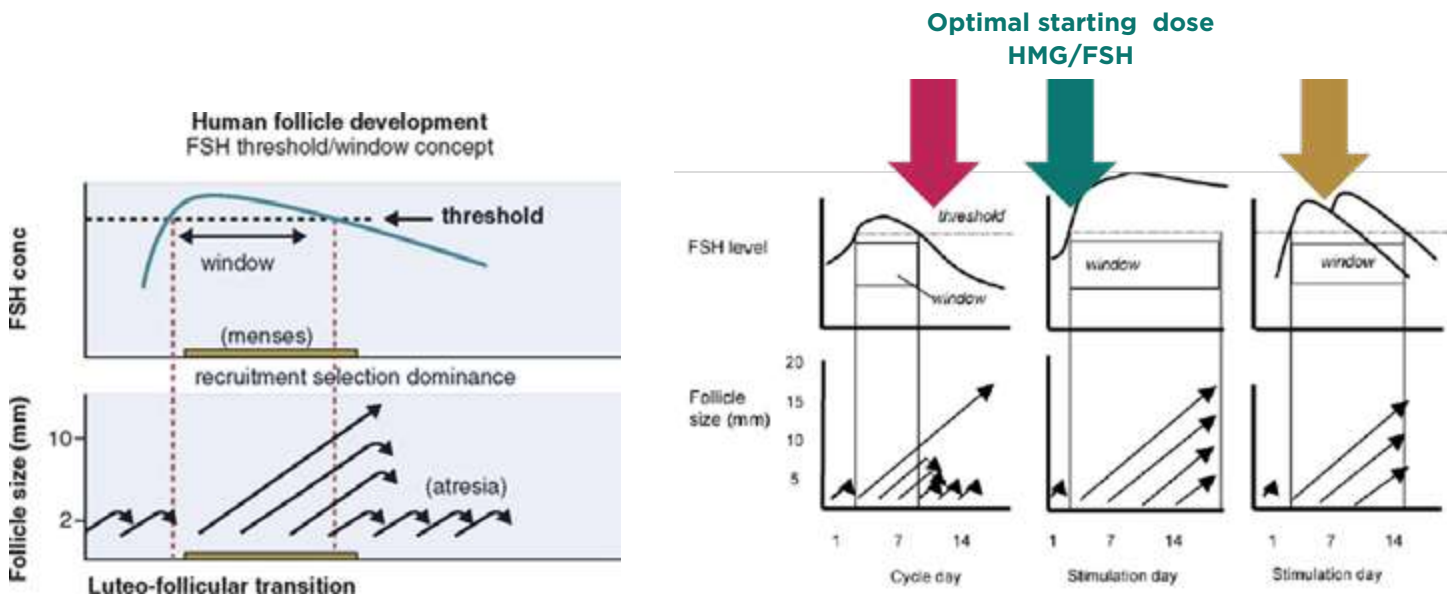 Human follicle development
FSH threshold/window concept
threshold
window
FSH conc
(menses)
recruitment selection dominance
10
2
Follicle size (mm)
(atresia)
Luteo-follicular transition
Optimal starting dose
HMG/FSH
FSH level
threshold
window
window
window
Follicle
size (mm)
20
15
10
5
1 7 14
Cycle day
1 7 14
Stimulation day
1 7 14
Stimulation day